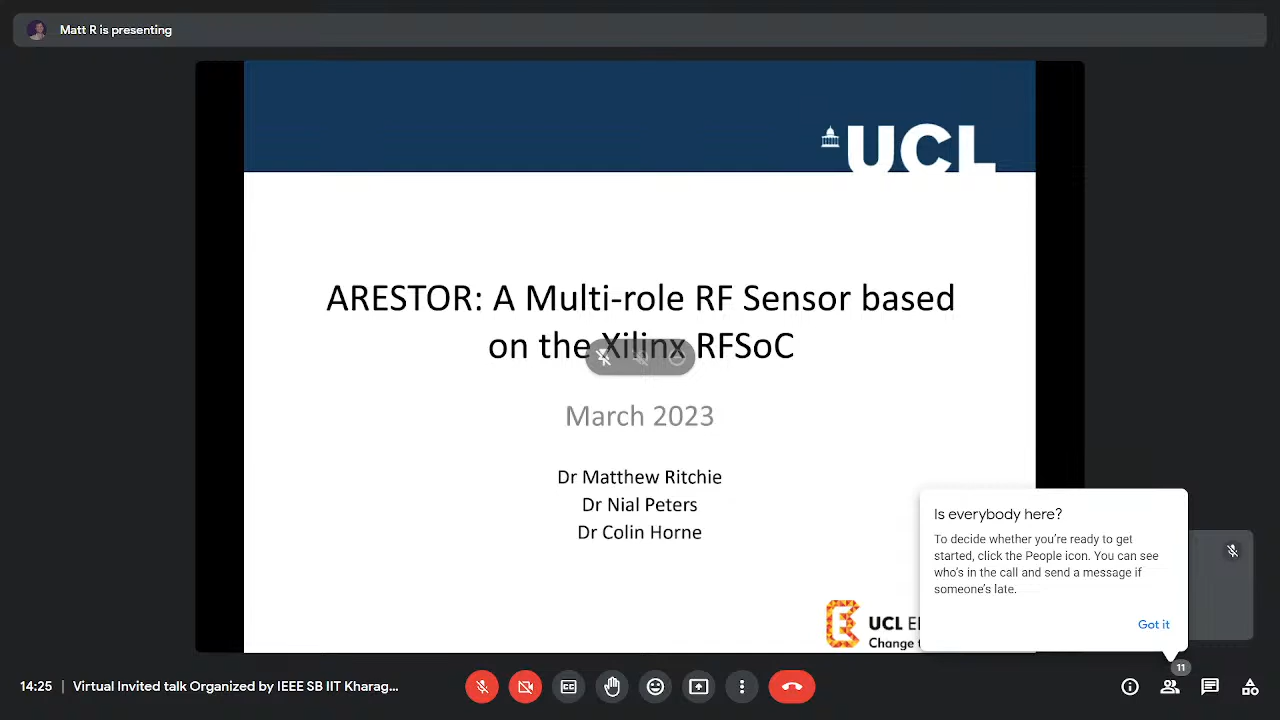 Matt R is presenting
UCL
ARESTOR: A Multi-role RF Sensor based
on the Xilinx RFSoC
March 2023
Dr Matthew Ritchie
Dr Nial Peters
Dr Colin Horne
UCL
Change
Is everybody here?
To decide whether you're ready to get
started, click the People icon. You can see
who's in the call and send a message if
someone's late.
Got it
11
14:25 | Virtual Invited talk Organized by IEEE SB IIT Kharag...